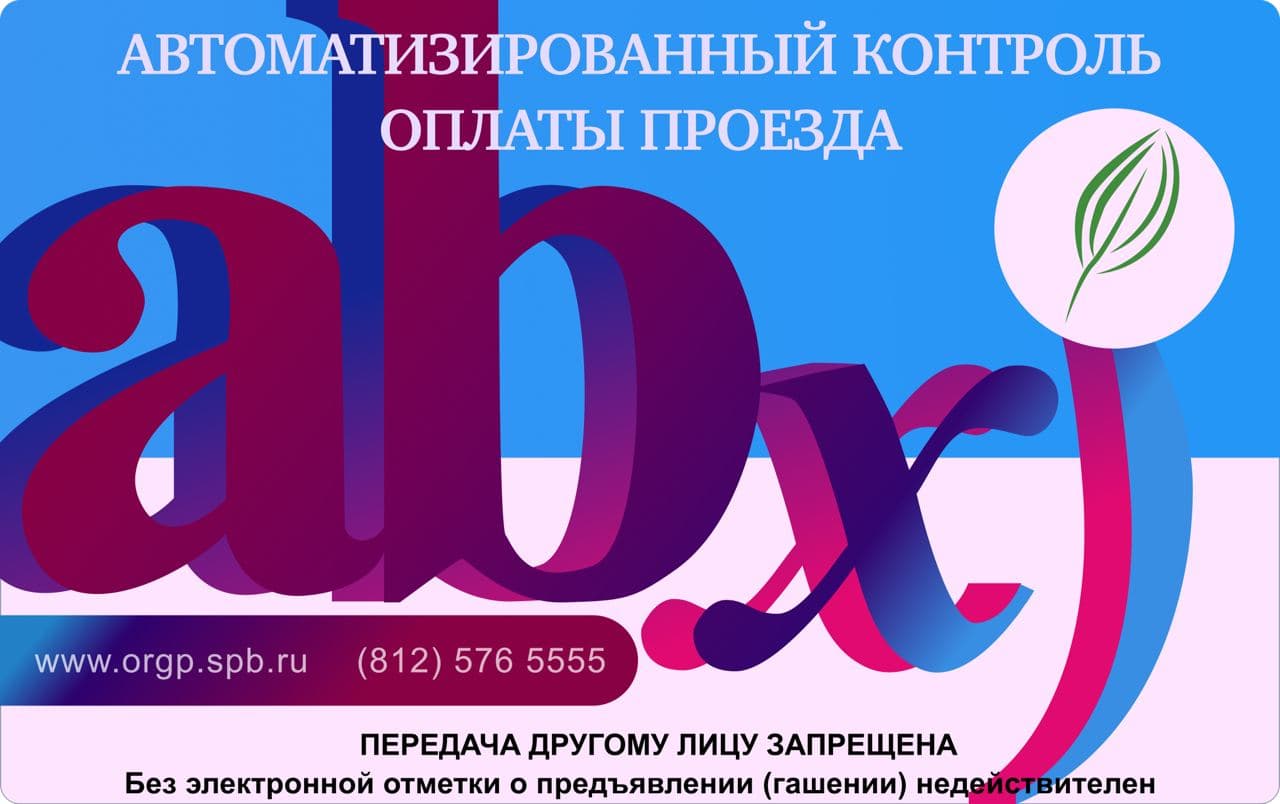 АВТОМАТИЗИРОВАННЫЙ КОНТРОЛЬ
ОПЛАТЫ ПРОЕЗДА
abxj
www.orgp.spb.ru (812) 576 5555
ПЕРЕДАЧА ДРУГОМУ ЛИЦУ ЗАПРЕЩЕНА
Без электронной отметки о предъявлении (гашении) недействителен